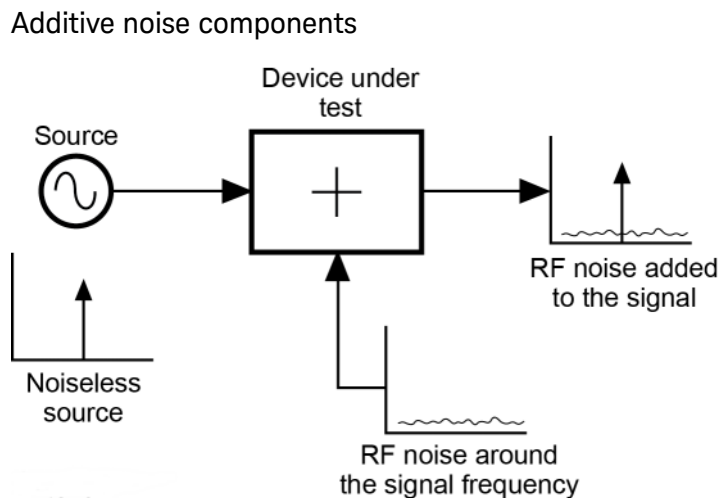 Additive noise components
Device under
test
Source
+
RF noise added
to the signal
Noiseless
source
RF noise around
the signal frequency